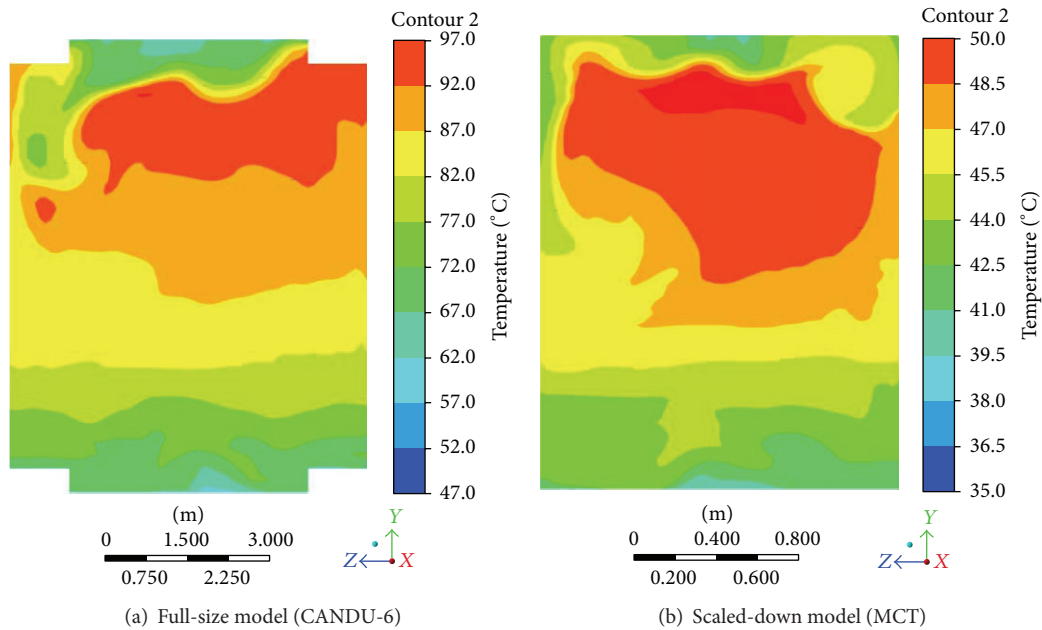 Contour 2
97.0
92.0
87.0
82.0
77.0
72.0
67.0
62.0
57.0
52.0
47.0
Temperature (°C)
(m)
0 1.500 3.000
0.750 2.250
Y
Z X
(a) Full-size model (CANDU-6)
Contour 2
50.0
48.5
47.0
45.5
44.0
42.5
41.0
39.5
38.0
36.5
35.0
Temperature (°C)
(m)
0 0.400 0.800
0.200 0.600
Y
Z X
(b) Scaled-down model (MCT)